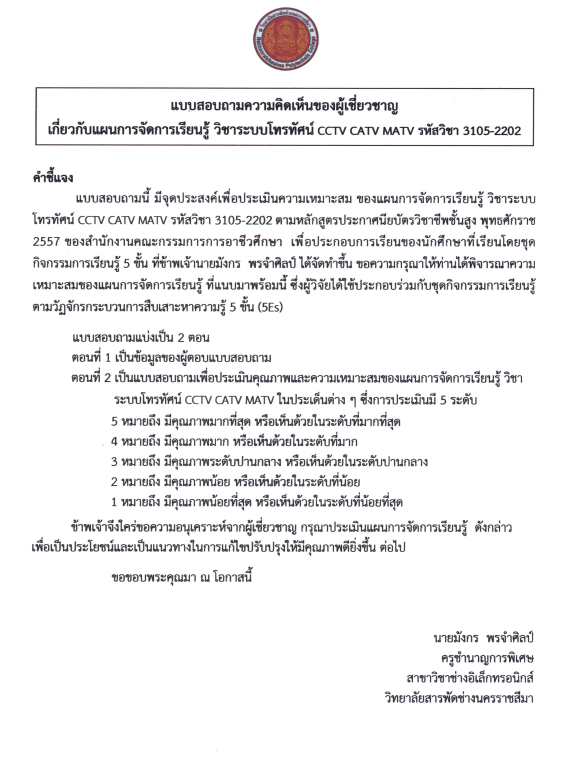 แบบสอบถามความคิดเห็นของผู้เชี่ยวชาญ
เกี่ยวกับแผนการจัดการเรียนรู้ วิชาระบบโทรทัศน์ CCTV CATV MATV รหัสวิชา 3105-2202
คำชี้แจง
แบบสอบถามนี้ มีจุดประสงค์เพื่อประเมินความเหมาะสม ของแผนการจัดการเรียนรู้ วิชาระบบ
โทรทัศน์ CCTV CATV MATV รหัสวิชา 3105-2202 ตามหลักสูตรประกาศนียบัตรวิชาชีพชั้นสูง พุทธศักราช
2557 ของสำนักงานคณะกรรมการการอาชีวศึกษา เพื่อประกอบการเรียนของนักศึกษาที่เรียนโดยชุด
กิจกรรมการเรียนรู้ 5 ขั้น ที่ข้าพเจ้านายมังกร พรจำศิลป์ ได้จัดทำขึ้น ขอความกรุณาให้ท่านได้พิจารณาความ
เหมาะสมของแผนการจัดการเรียนรู้ ที่แนบมาพร้อมนี้ ซึ่งผู้วิจัยได้ใช้ประกอบร่วมกับชุดกิจกรรมการเรียนรู้
ตามวัฏจักรกระบวนการสืบเสาะหาความรู้ 5 ขั้น (5Es)
แบบสอบถามแบ่งเป็น 2 ตอน
ตอนที่ 1 เป็นข้อมูลของผู้ตอบแบบสอบถาม
ตอนที่ 2 เป็นแบบสอบถามเพื่อประเมินคุณภาพและความเหมาะสมของแผนการจัดการเรียนรู้ วิชา
ระบบโทรทัศน์ CCTV CATV MATV ในประเด็นต่าง ๆ ซึ่งการประเมินมี 5 ระดับ
5 หมายถึง มีคุณภาพมากที่สุด หรือเห็นด้วยในระดับที่มากที่สุด
4 หมายถึง มีคุณภาพมาก หรือเห็นด้วยในระดับที่มาก
3 หมายถึง มีคุณภาพระดับปานกลาง หรือเห็นด้วยในระดับปานกลาง
2 หมายถึง มีคุณภาพน้อย หรือเห็นด้วยในระดับที่น้อย
1 หมายถึง มีคุณภาพน้อยที่สุด หรือเห็นด้วยในระดับที่น้อยที่สุด
ข้าพเจ้าจึงใคร่ขอความอนุเคราะห์จากผู้เชี่ยวชาญ กรุณาประเมินแผนการจัดการเรียนรู้ ดังกล่าว
เพื่อเป็นประโยชน์และเป็นแนวทางในการแก้ไขปรับปรุงให้มีคุณภาพดียิ่งขึ้น ต่อไป
ขอขอบพระคุณมา ณ โอกาสนี้
นายมังกร พรจำศิลป์
ครูชำนาญการพิเศษ
สาขาวิชาช่างอิเล็กทรอนิกส์
วิทยาลัยสารพัดช่างนครราชสีมา